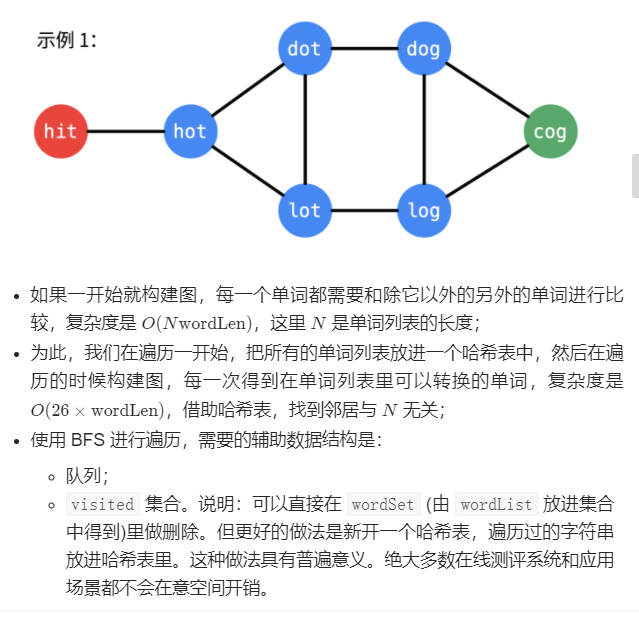 示例 1：
dot
dog
hit
hot
cog
lot
log
• 如果一开始就构建图，每一个单词都需要和除它以外的另外的单词进行比
较，复杂度是 O(NwordLen)，这里 N 是单词列表的长度；
• 为此，我们在遍历一开始，把所有的单词列表放进一个哈希表中，然后在遍
历的时候构建图，每一次得到在单词列表里可以转换的单词，复杂度是
O(26 × wordLen)，借助哈希表，找到邻居与 N 无关；
• 使用 BFS 进行遍历，需要的辅助数据结构是：
◦ 队列；
◦ visited 集合。说明：可以直接在 wordSet (由 wordList 放进集合
中得到)里做删除。但更好的做法是新开一个哈希表，遍历过的字符串
放进哈希表里。这种做法具有普遍意义。绝大多数在线测评系统和应用
场景都不会在意空间开销。